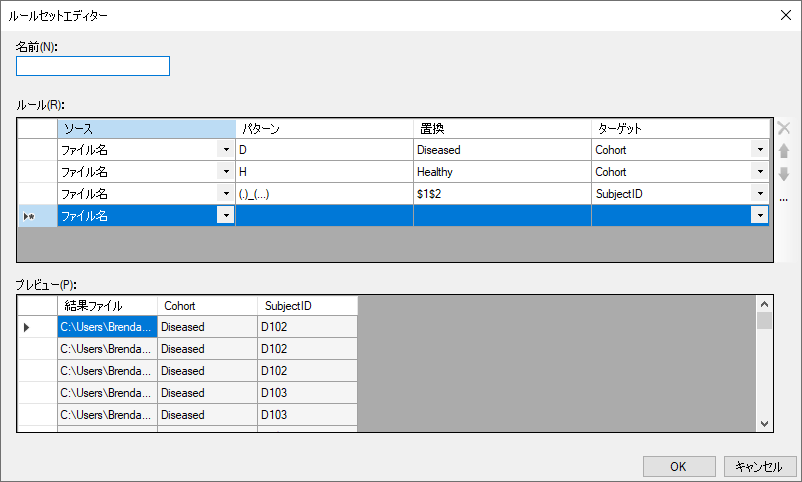 ルールセットエディター
名前(N):
ルール(R):
ソース パターン 置換 ターゲット
ファイル名 D Diseased Cohort
ファイル名 H Healthy Cohort
ファイル名 (.)_(...) $1$2 SubjectID
ファイル名
...
プレビュー(P):
結果ファイル Cohort SubjectID
C:\Users\Brenda... Diseased D102
C:\Users\Brenda... Diseased D102
C:\Users\Brenda... Diseased D102
C:\Users\Brenda... Diseased D103
C:\Users\Brenda... Diseased D103
OK キャンセル